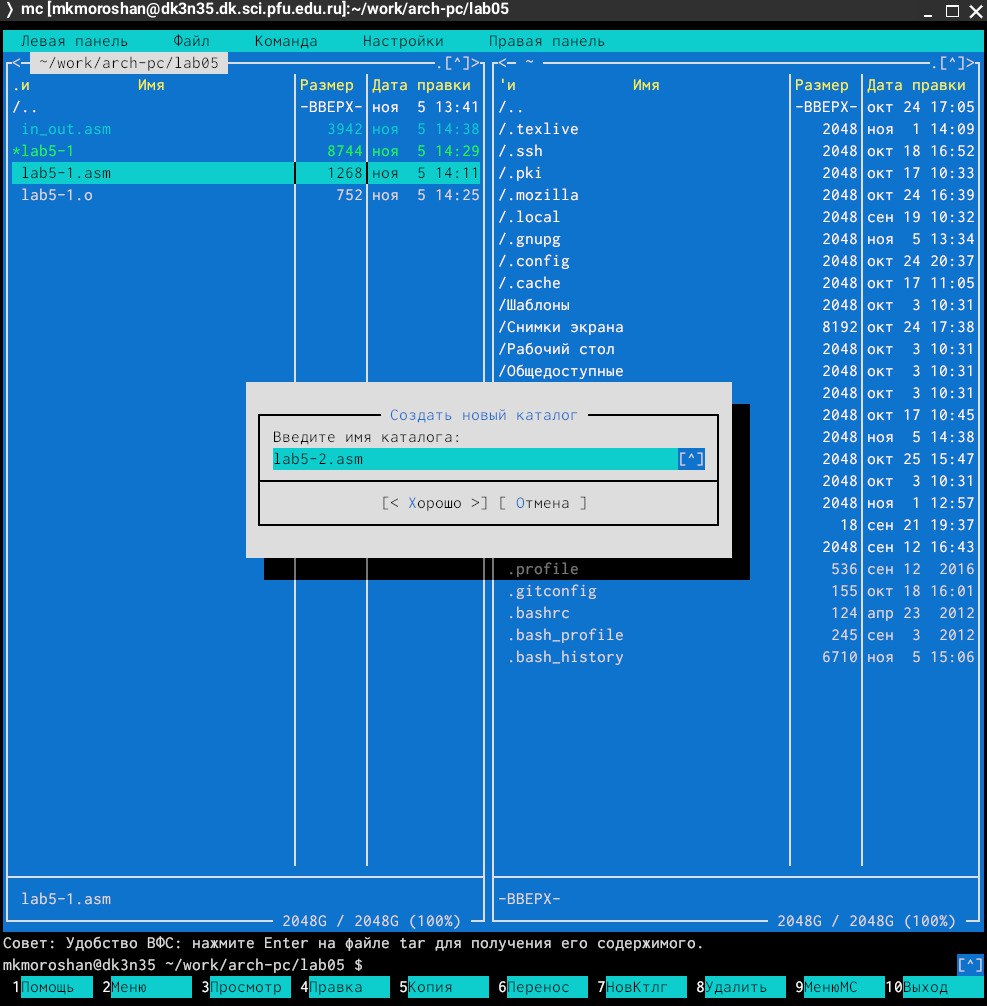 ❯ mc [mkmoroshan@dk3n35.dk.sci.pfu.edu.ru]:~/work/arch-pc/lab05
Левая панель Файл Команда Настройки Правая панель
<— ~/work/arch-pc/lab05 .[^]> <— ~ .[^]>
.и Имя Размер Дата правки 'и Имя Размер Дата правки
/.. -ВВЕРХ- ноя 5 13:41 /.. -ВВЕРХ- окт 24 17:05
in_out.asm 3942 ноя 5 14:38 /.texlive 2048 ноя 1 14:09
*lab5-1 8744 ноя 5 14:29 /.ssh 2048 окт 18 16:52
lab5-1.asm 1268 ноя 5 14:11 /.pki 2048 окт 17 10:33
lab5-1.o 752 ноя 5 14:25 /.mozilla 2048 окт 24 16:39
/.local 2048 сен 19 10:32
/.gnupg 2048 ноя 5 13:34
/.config 2048 окт 24 20:37
/.cache 2048 окт 17 11:05
/Шаблоны 2048 окт 3 10:31
/Снимки экрана 8192 окт 24 17:38
/Рабочий стол 2048 окт 3 10:31
/Общедоступные 2048 окт 3 10:31
2048 окт 3 10:31
Создать новый каталог 2048 окт 17 10:45
Введите имя каталога: 2048 ноя 5 14:38
lab5-2.asm [^] 2048 окт 25 15:47
2048 окт 3 10:31
[< Хорошо >] [ Отмена ] 2048 ноя 1 12:57
18 сен 21 19:37
2048 сен 12 16:43
.profile 536 сен 12 2016
.gitconfig 155 окт 18 16:01
.bashrc 124 апр 23 2012
.bash_profile 245 сен 3 2012
.bash_history 6710 ноя 5 15:06
lab5-1.asm -ВВЕРХ-
2048G / 2048G (100%) 2048G / 2048G (100%)
Совет: Удобство ВФС: нажмите Enter на файле tar для получения его содержимого.
mkmoroshan@dk3n35 ~/work/arch-pc/lab05 $ [^]
1Помощь 2Меню 3Просмотр 4Правка 5Копия 6Перенос 7НовКтлг 8Удалить 9МенюМС 10Выход